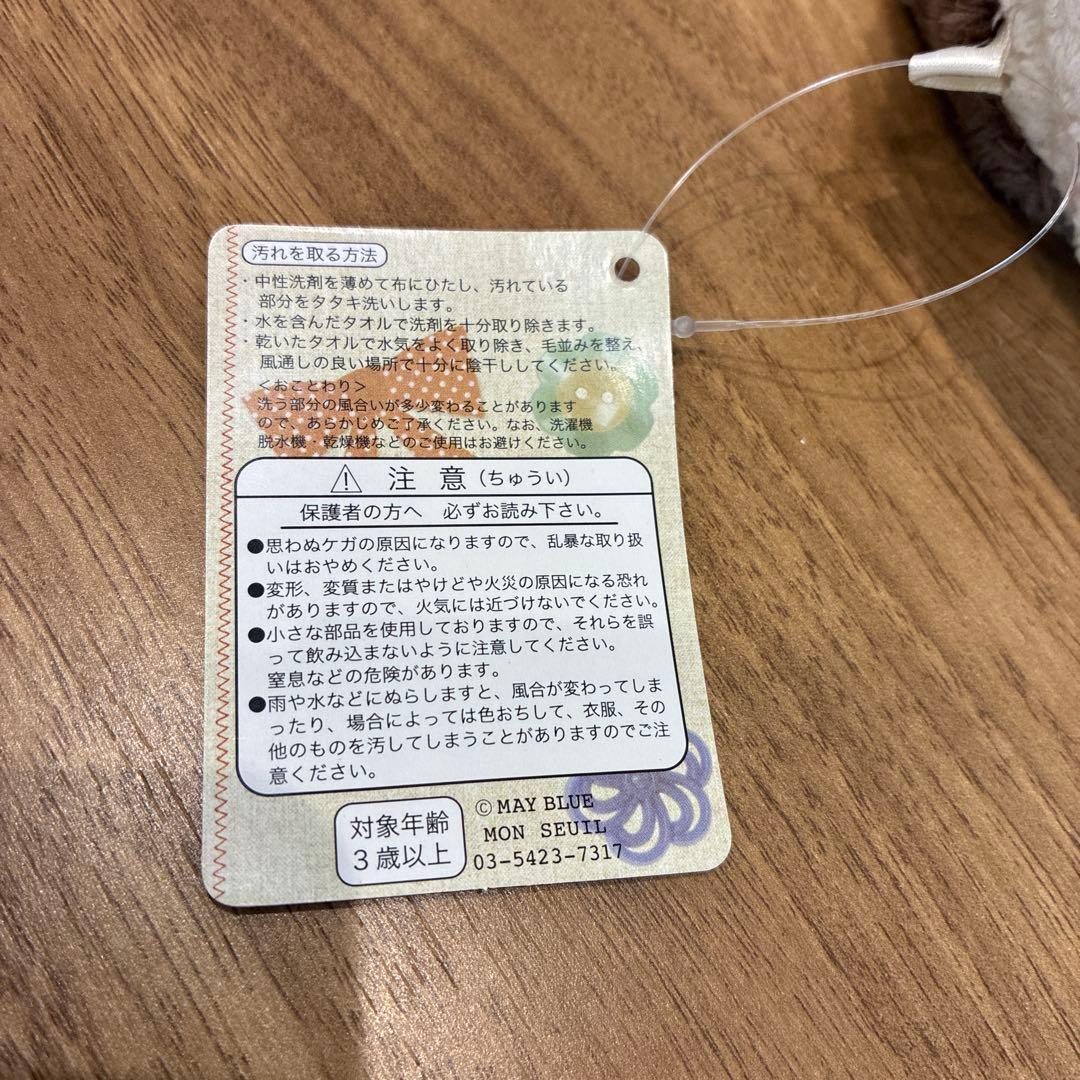 汚れを取る方法
・中性洗剤を薄めて布にひたし、汚れている
部分をタタキ洗いします。
・水を含んだタオルで洗剤を十分取り除きます。
・乾いたタオルで水気をよく取り除き、毛並みを整え、
風通しの良い場所で十分に陰干ししてください。
＜おことわり＞
洗う部分の風合いが多少変わることがあります
ので、あらかじめご了承ください。なお、洗濯機
脱水機・乾燥機などのご使用はお避けください。
⚠ 注意（ちゅうい）
保護者の方へ 必ずお読み下さい。
●思わぬケガの原因になりますので、乱暴な取り扱
いはおやめください。
●変形、変質またはやけどや火災の原因になる恐れ
がありますので、火気には近づけないでください。
●小さな部品を使用しておりますので、それらを誤
って飲み込まないように注意してください。
窒息などの危険があります。
●雨や水などにぬらしますと、風合が変わってしま
ったり、場合によっては色おちして、衣服、その
他のものを汚してしまうことがありますのでご注
意ください。
対象年齢
3歳以上
©MAY BLUE
MON SEUIL
03-5423-7317